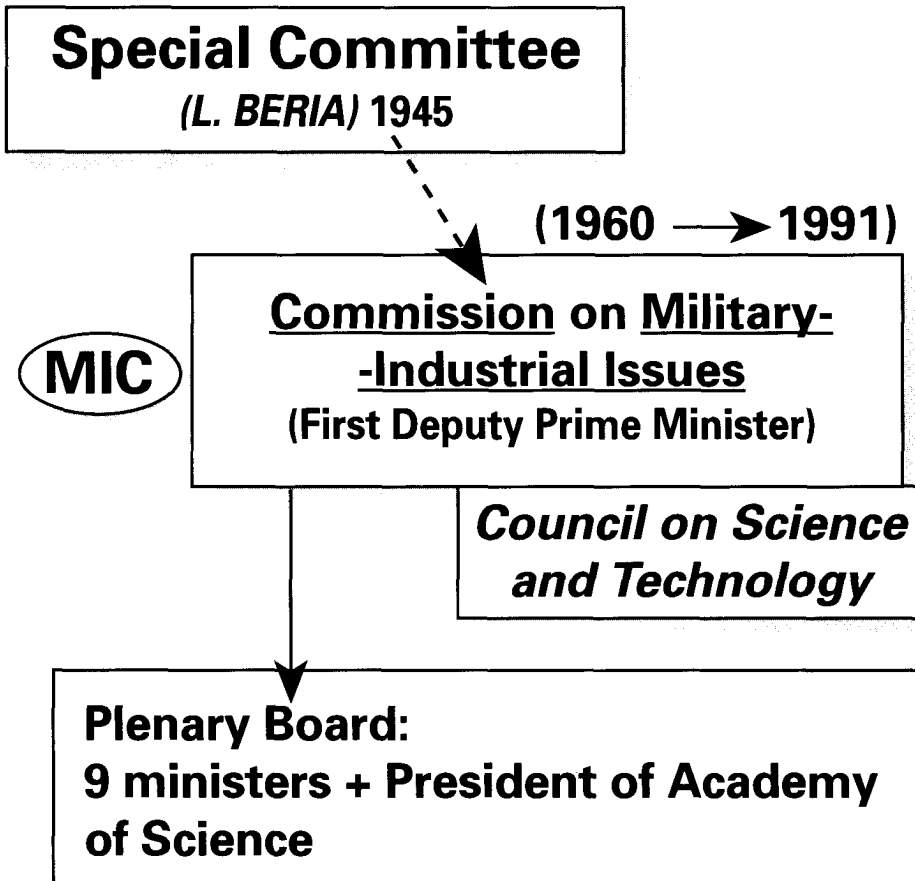 Special Committee
(L. BERIA) 1945
(1960 → 1991)
MIC
Commission on Military-
-Industrial Issues
(First Deputy Prime Minister)
Council on Science
and Technology
Plenary Board:
9 ministers + President of Academy
of Science